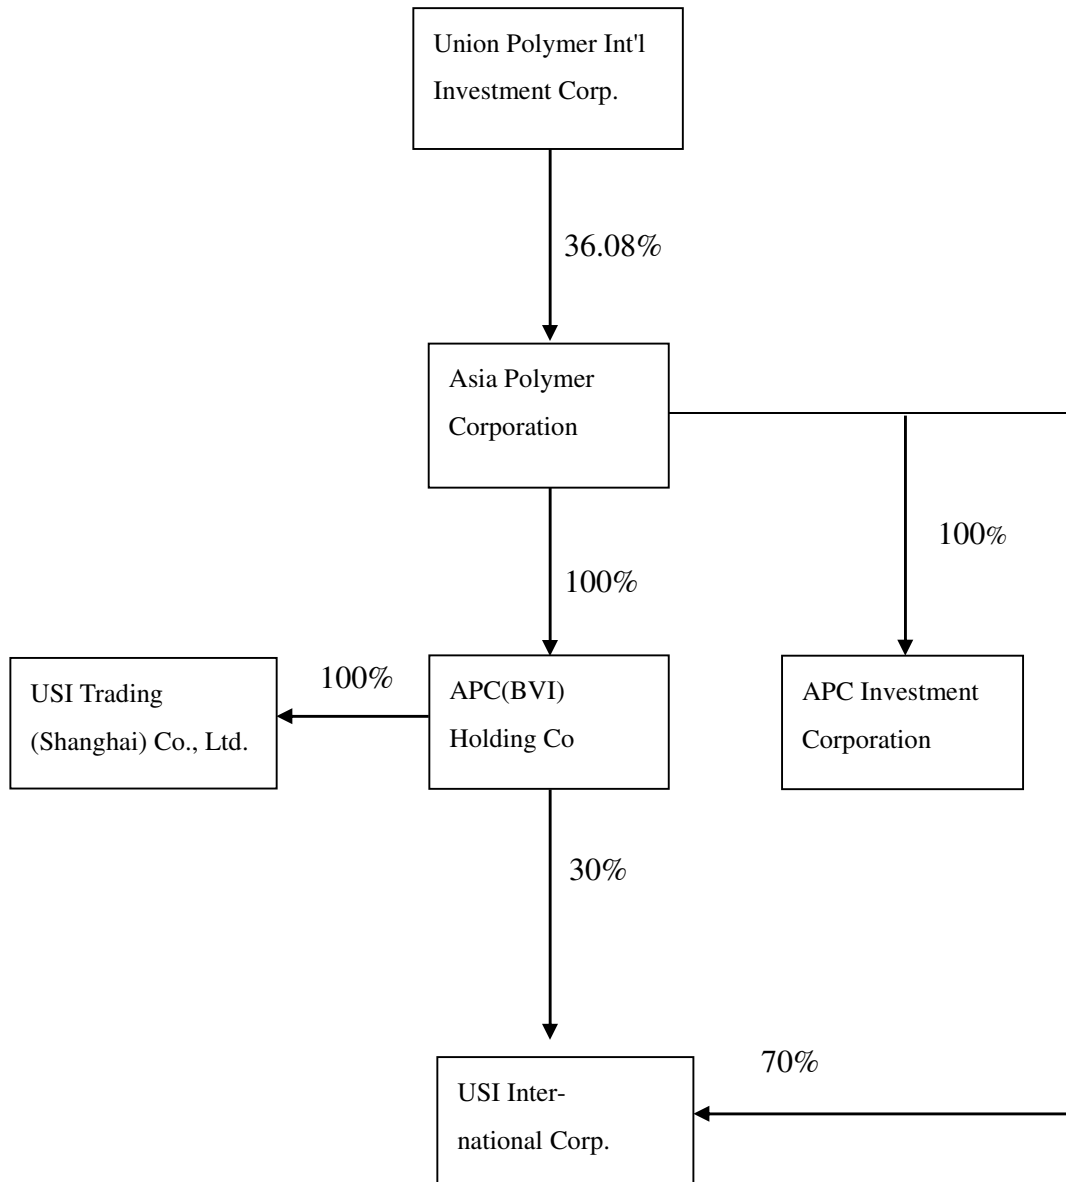 Union Polymer Int'l
Investment Corp.
36.08%
Asia Polymer
Corporation
100%
100%
100%
USI Trading
(Shanghai) Co., Ltd.
APC(BVI)
Holding Co
APC Investment
Corporation
30%
70%
USI Inter-
national Corp.